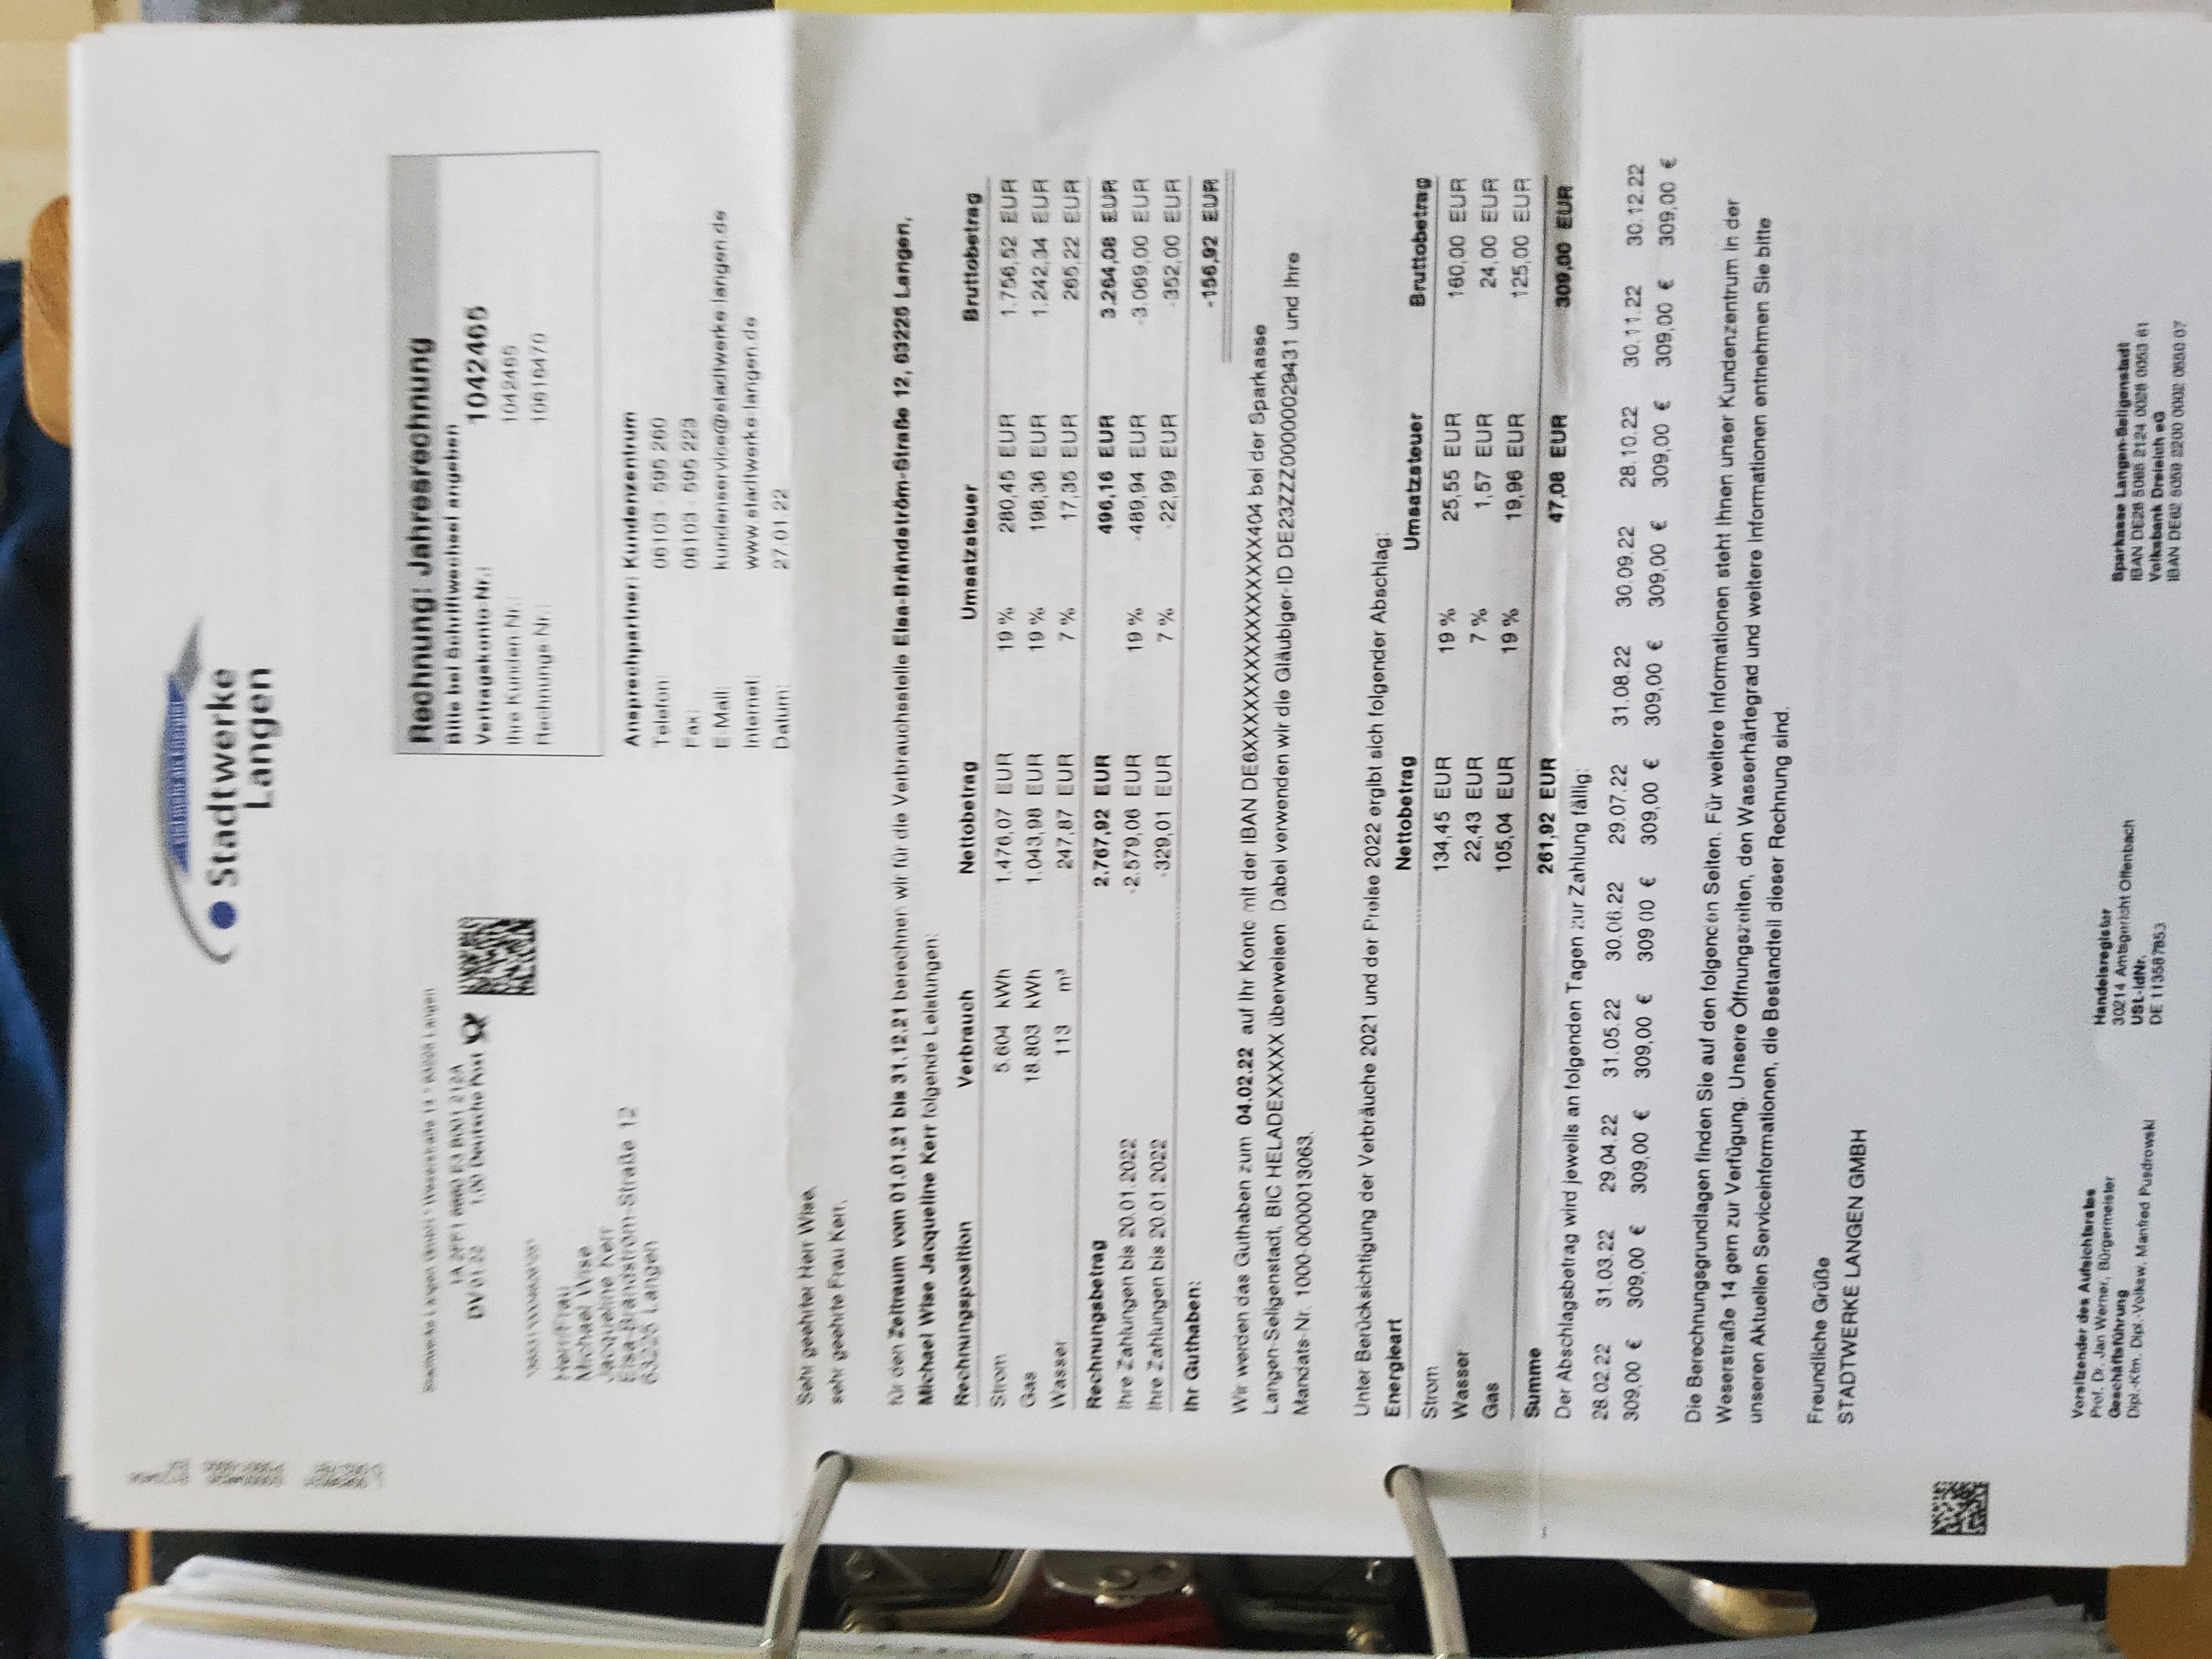 viel mehr als Energie!
Stadtwerke
Langen
Stadtwerke Langen GmbH * Weserstraße 14 * 63225 Langen
DV 01.22 1,00 Deutsche Post
Herr/Frau
Michael Wise
Jacqueline Kerr
Elsa-Brändström-Straße 12
63225 Langen
Rechnung: Jahresrechnung
Bitte bei Schriftwechsel angeben
Vertragskonto-Nr.: 1042465
Ihre Kunden-Nr.: 1042465
Rechnungs-Nr.: 10616470
Ansprechpartner: Kundenzentrum
Telefon: 06103 - 595 260
Fax: 06103 - 595 223
E-Mail: kundenservice@stadtwerke-langen.de
Internet: www.stadtwerke-langen.de
Datum: 27.01.22
Sehr geehrter Herr Wise,
sehr geehrte Frau Kerr,
für den Zeitraum vom 01.01.21 bis 31.12.21 berechnen wir für die Verbrauchsstelle Elsa-Brändström-Straße 12, 63225 Langen,
Michael Wise Jacqueline Kerr folgende Leistungen:
Rechnungsposition Verbrauch Nettobetrag Umsatzsteuer Bruttobetrag
Strom 5.604 kWh 1.476,07 EUR 19 % 280,45 EUR 1.756,52 EUR
Gas 18.803 kWh 1.043,98 EUR 19 % 198,36 EUR 1.242,34 EUR
Wasser 113 m³ 247,87 EUR 7 % 17,35 EUR 265,22 EUR
Rechnungsbetrag 2.767,92 EUR 496,16 EUR 3.264,08 EUR
Ihre Zahlungen bis 20.01.2022 -2.579,06 EUR 19 % -489,94 EUR -3.069,00 EUR
Ihre Zahlungen bis 20.01.2022 -329,01 EUR 7 % -22,99 EUR -352,00 EUR
Ihr Guthaben: -156,92 EUR
Wir werden das Guthaben zum 04.02.22 auf Ihr Konto mit der IBAN DE6XXXXXXXXXXXXXXXX404 bei der Sparkasse
Langen-Seligenstadt, BIC HELADEXXXXX überweisen. Dabei verwenden wir die Gläubiger-ID DE23ZZZ00000029431 und Ihre
Mandats-Nr. 1000-0000013063.
Unter Berücksichtigung der Verbräuche 2021 und der Preise 2022 ergibt sich folgender Abschlag:
Energieart Nettobetrag Umsatzsteuer Bruttobetrag
Strom 134,45 EUR 19 % 25,55 EUR 160,00 EUR
Wasser 22,43 EUR 7 % 1,57 EUR 24,00 EUR
Gas 105,04 EUR 19 % 19,96 EUR 125,00 EUR
Summe 261,92 EUR 47,08 EUR 309,00 EUR
Der Abschlagsbetrag wird jeweils an folgenden Tagen zur Zahlung fällig:
28.02.22 31.03.22 29.04.22 31.05.22 30.06.22 29.07.22 31.08.22 30.09.22 28.10.22 30.11.22 30.12.22
309,00 € 309,00 € 309,00 € 309,00 € 309,00 € 309,00 € 309,00 € 309,00 € 309,00 € 309,00 € 309,00 €
Die Berechnungsgrundlagen finden Sie auf den folgenden Seiten. Für weitere Informationen steht Ihnen unser Kundenzentrum in der
Weserstraße 14 gern zur Verfügung. Unsere Öffnungszeiten, den Wasserhärtegrad und weitere Informationen entnehmen Sie bitte
unseren Aktuellen Serviceinformationen, die Bestandteil dieser Rechnung sind.
Freundliche Grüße
STADTWERKE LANGEN GMBH
Vorsitzender des Aufsichtsrates
Prof. Dr. Jan Werner, Bürgermeister
Geschäftsführung
Dipl.-Kfm. Dipl.-Volksw. Manfred Pusdrowski
Handelsregister
30214 Amtsgericht Offenbach
USt-IdNr.
DE 113587853
Sparkasse Langen-Seligenstadt
IBAN DE28 5065 2124 0028 0053 61
Volksbank Dreieich eG
IBAN DE62 5059 2200 0002 0550 07